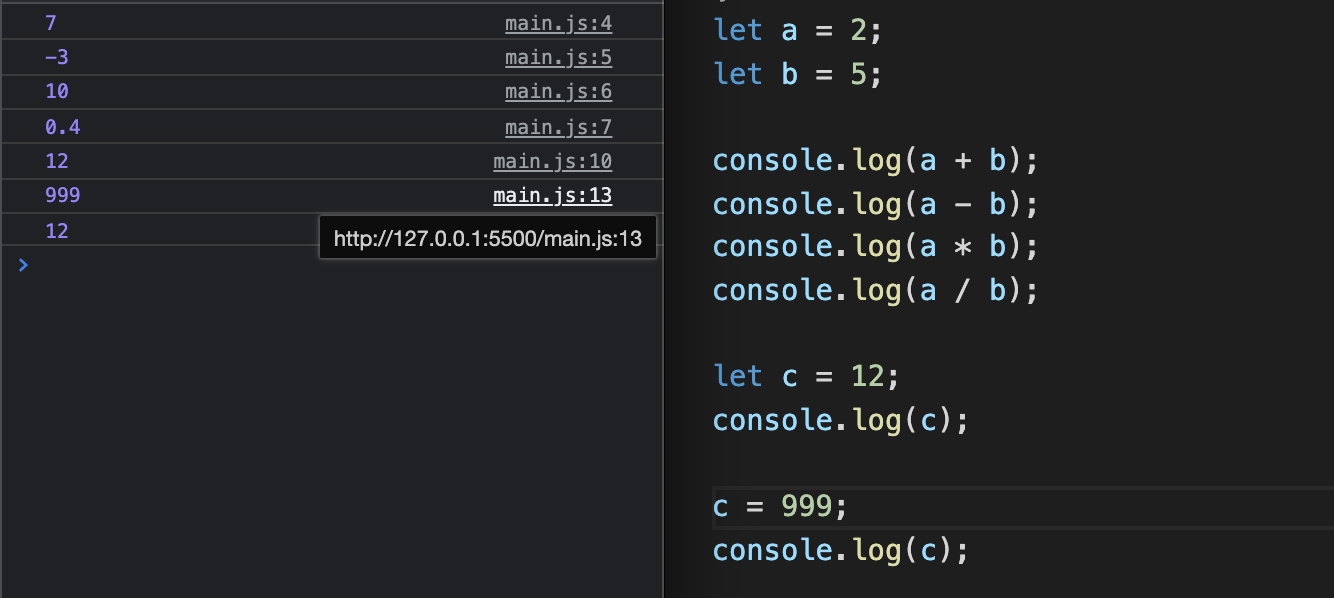 7 main.js:4
-3 main.js:5
10 main.js:6
0.4 main.js:7
12 main.js:10
999 main.js:13
12
http://127.0.0.1:5500/main.js:13
>
let a = 2;
let b = 5;
console.log(a + b);
console.log(a - b);
console.log(a * b);
console.log(a / b);
let c = 12;
console.log(c);
c = 999;
console.log(c);